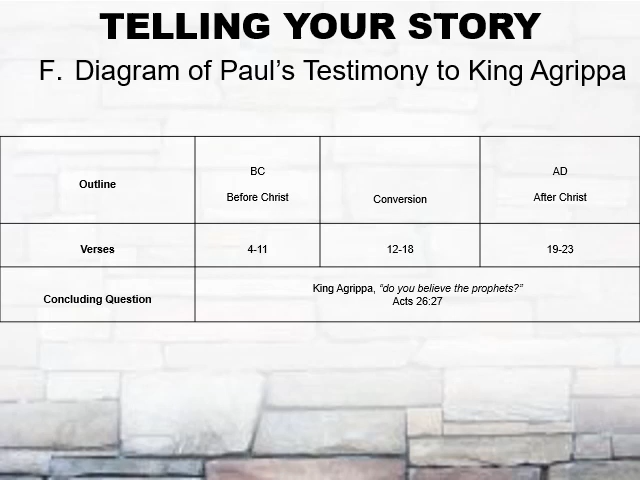 TELLING YOUR STORY
F. Diagram of Paul’s Testimony to King Agrippa
Outline
BC
Before Christ
Conversion
AD
After Christ
Verses
4-11
12-18
19-23
Concluding Question
King Agrippa, “do you believe the prophets?”
Acts 26:27